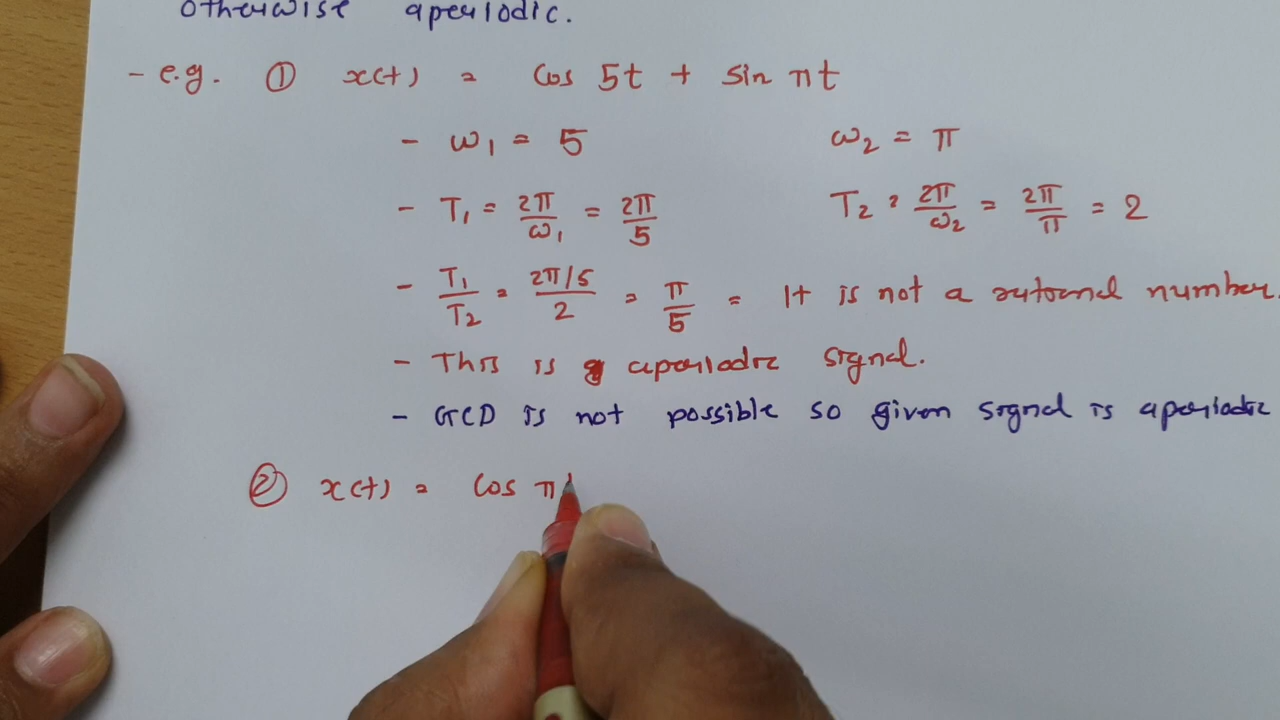 otherwise aperiodic.
- e.g. ① x(t) = Cos 5t + sin πt
- ω₁ = 5 ω₂ = π
- T₁ = 2π/ω₁ = 2π/5 T₂ = 2π/ω₂ = 2π/π = 2
- T₁/T₂ = 2π/5/2 = π/5 = It is not a rational number.
- This is aperiodic signal.
- GCD is not possible so given signal is aperiodic
② x(t) = Cos π